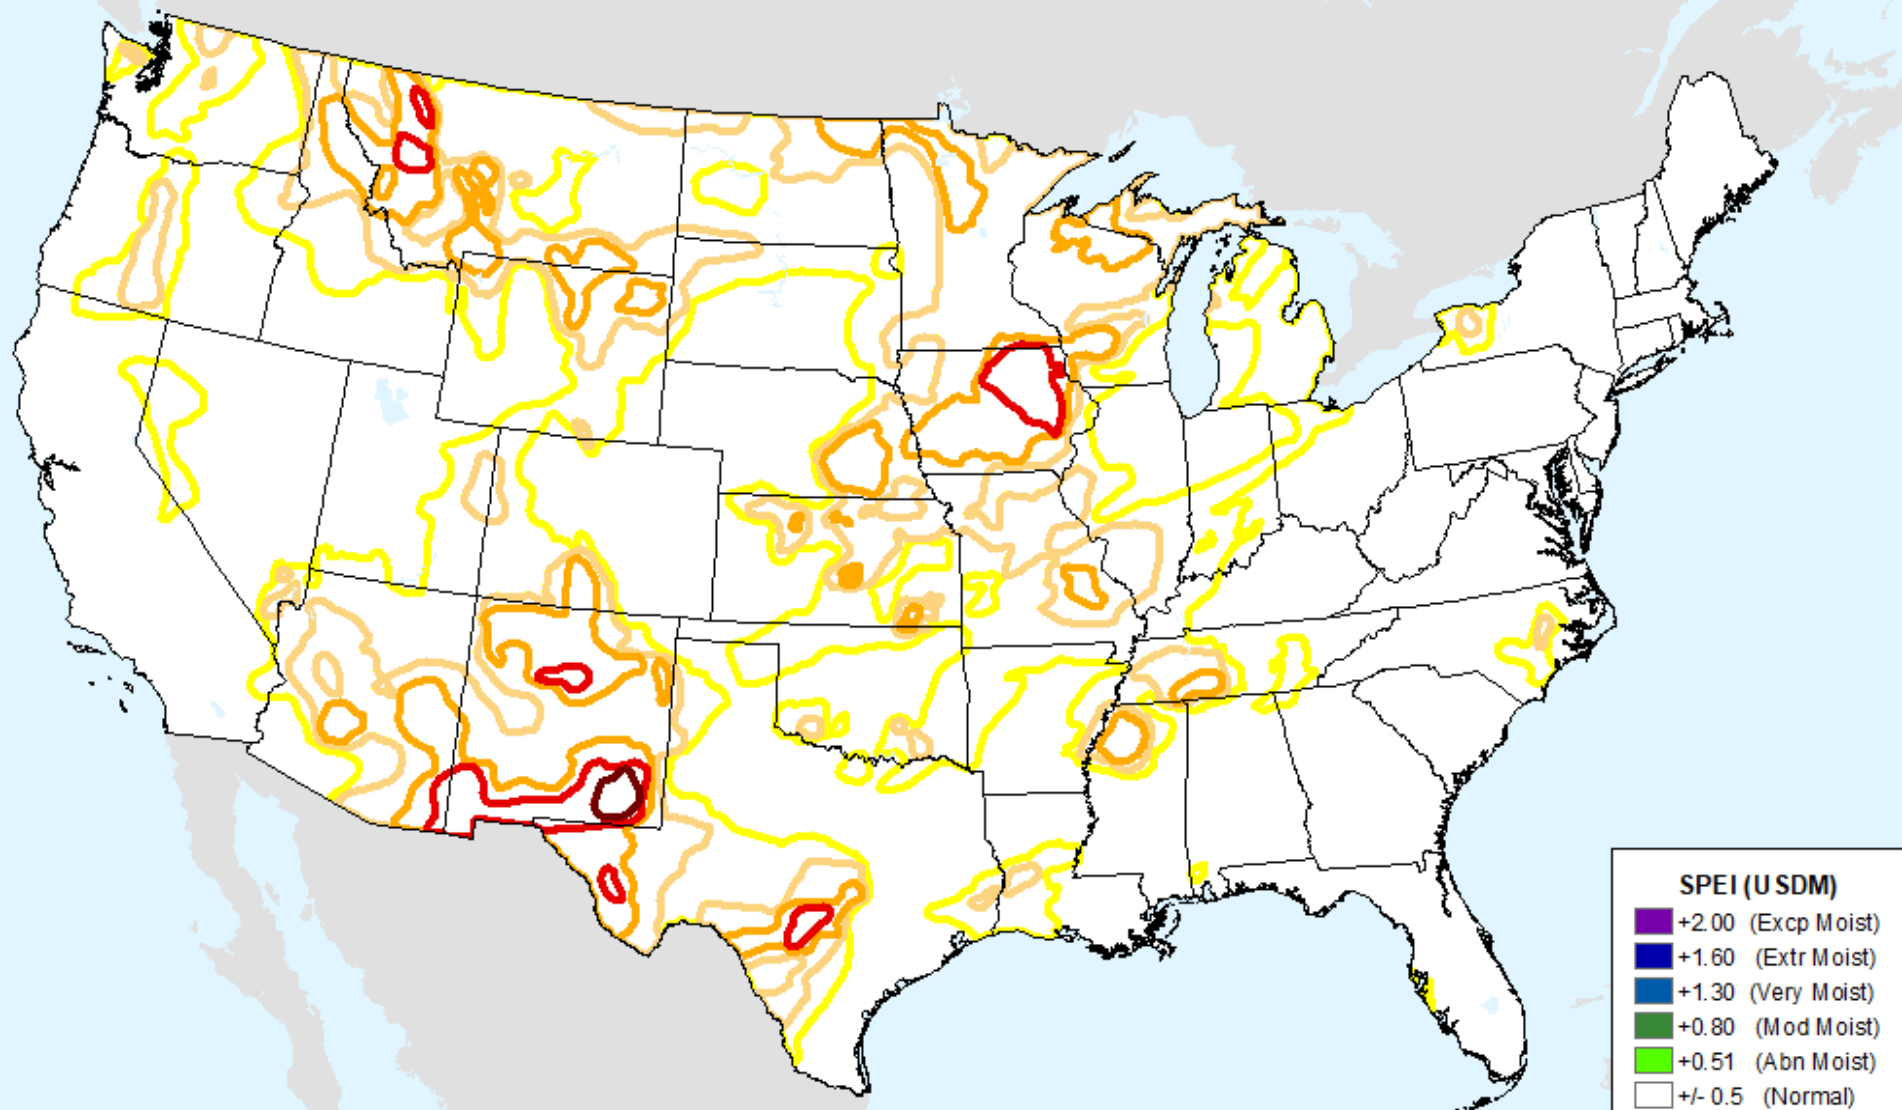 SPEI (USDM)
+2.00 (Excp Moist)
+1.60 (Extr Moist)
+1.30 (Very Moist)
+0.80 (Mod Moist)
+0.51 (Abn Moist)
+/- 0.5 (Normal)